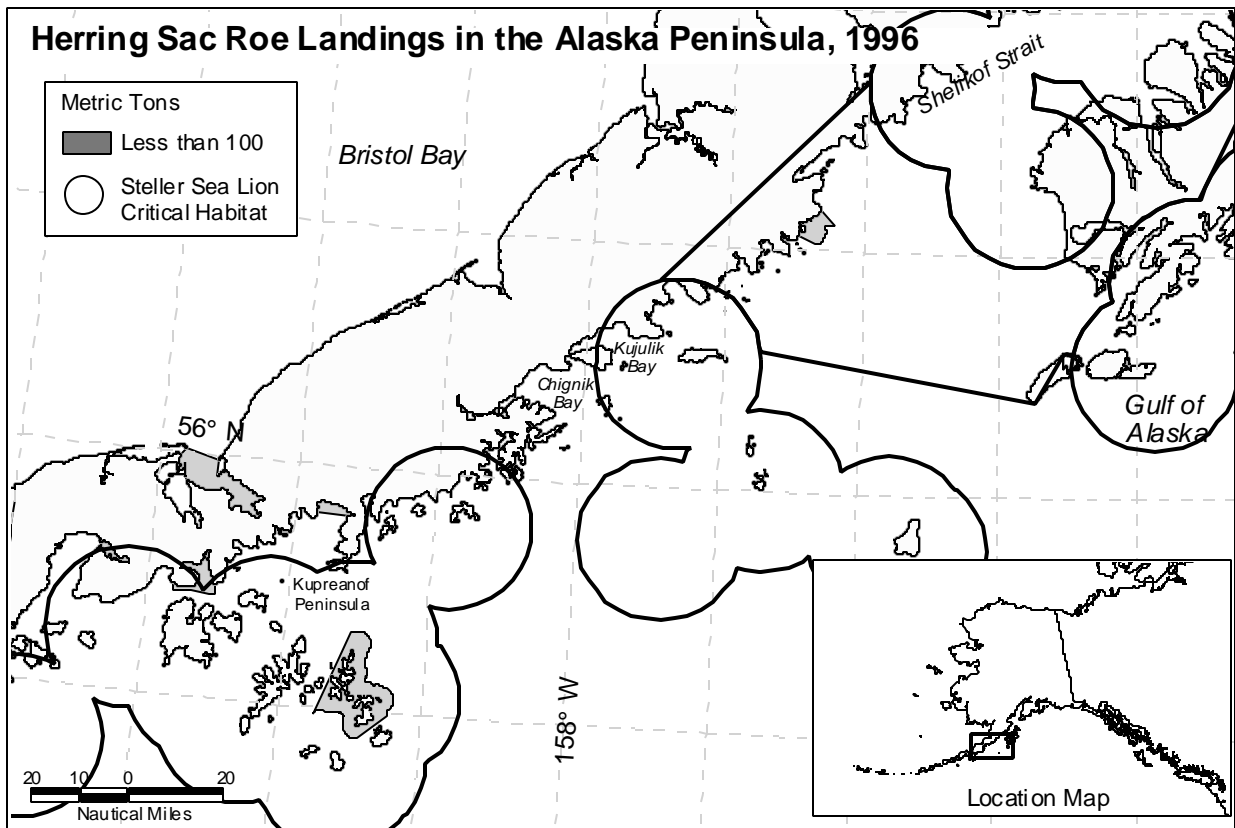 Herring Sac Roe Landings in the Alaska Peninsula, 1996
Metric Tons
Less than 100
Steller Sea Lion
Critical Habitat
Bristol Bay
Shelikof Strait
Kujulik
Bay
Chignik
Bay
Gulf of
Alaska
56° N
Kupreanof
Peninsula
158° W
20 10 0 20
Nautical Miles
Location Map